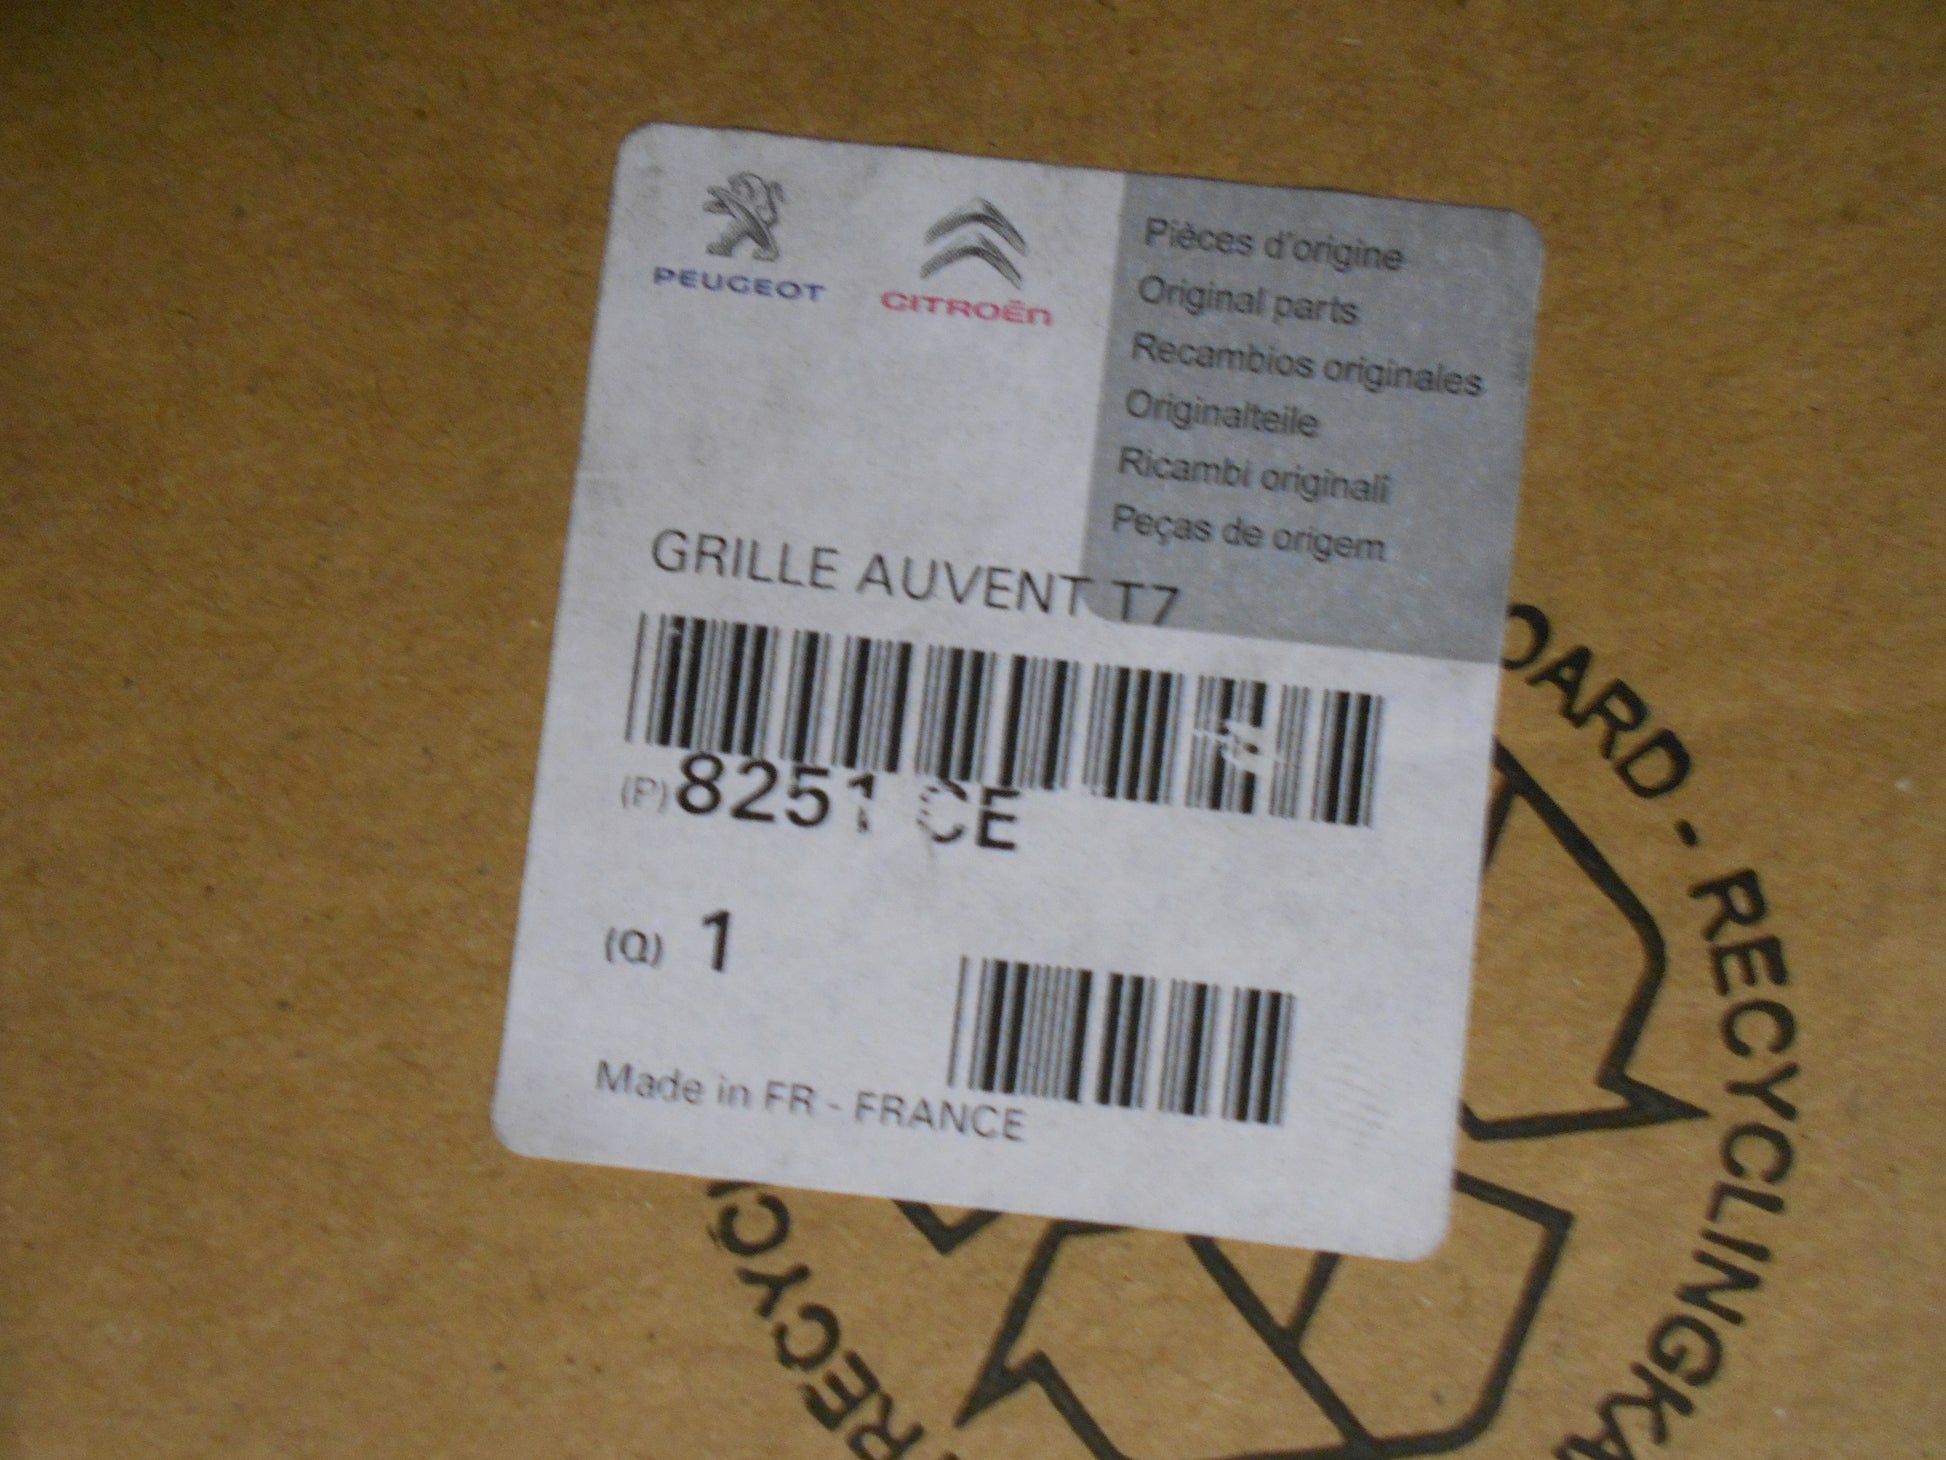 PEUGEOT
CITROËN
Pièces d'origine
Original parts
Recambios originales
Originalteile
Ricambi originali
Peças de origem
GRILLE AUVENT T7
(P) 8251 CE
(Q) 1
Made in FR - FRANCE
OARD - RECYCLINGKA
RECYC